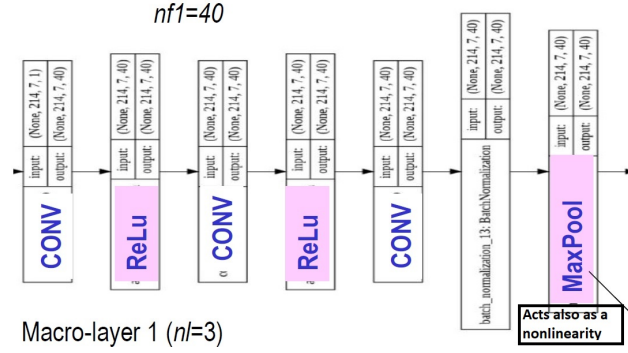 nf1=40
input: (None, 214, 7, 1)
output: (None, 214, 7, 40)
CONV
input: (None, 214, 7, 40)
output: (None, 214, 7, 40)
ReLu
input: (None, 214, 7, 40)
output: (None, 214, 7, 40)
CONV
input: (None, 214, 7, 40)
output: (None, 214, 7, 40)
ReLu
input: (None, 214, 7, 40)
output: (None, 214, 7, 40)
CONV
batch_normalization_13: BatchNormalization
input: (None, 214, 7, 40)
output: (None, 214, 7, 40)
input: (None, 214, 7, 40)
output: (None, 214, 7, 40)
MaxPool
Acts also as a
nonlinearity
Macro-layer 1 (nl=3)